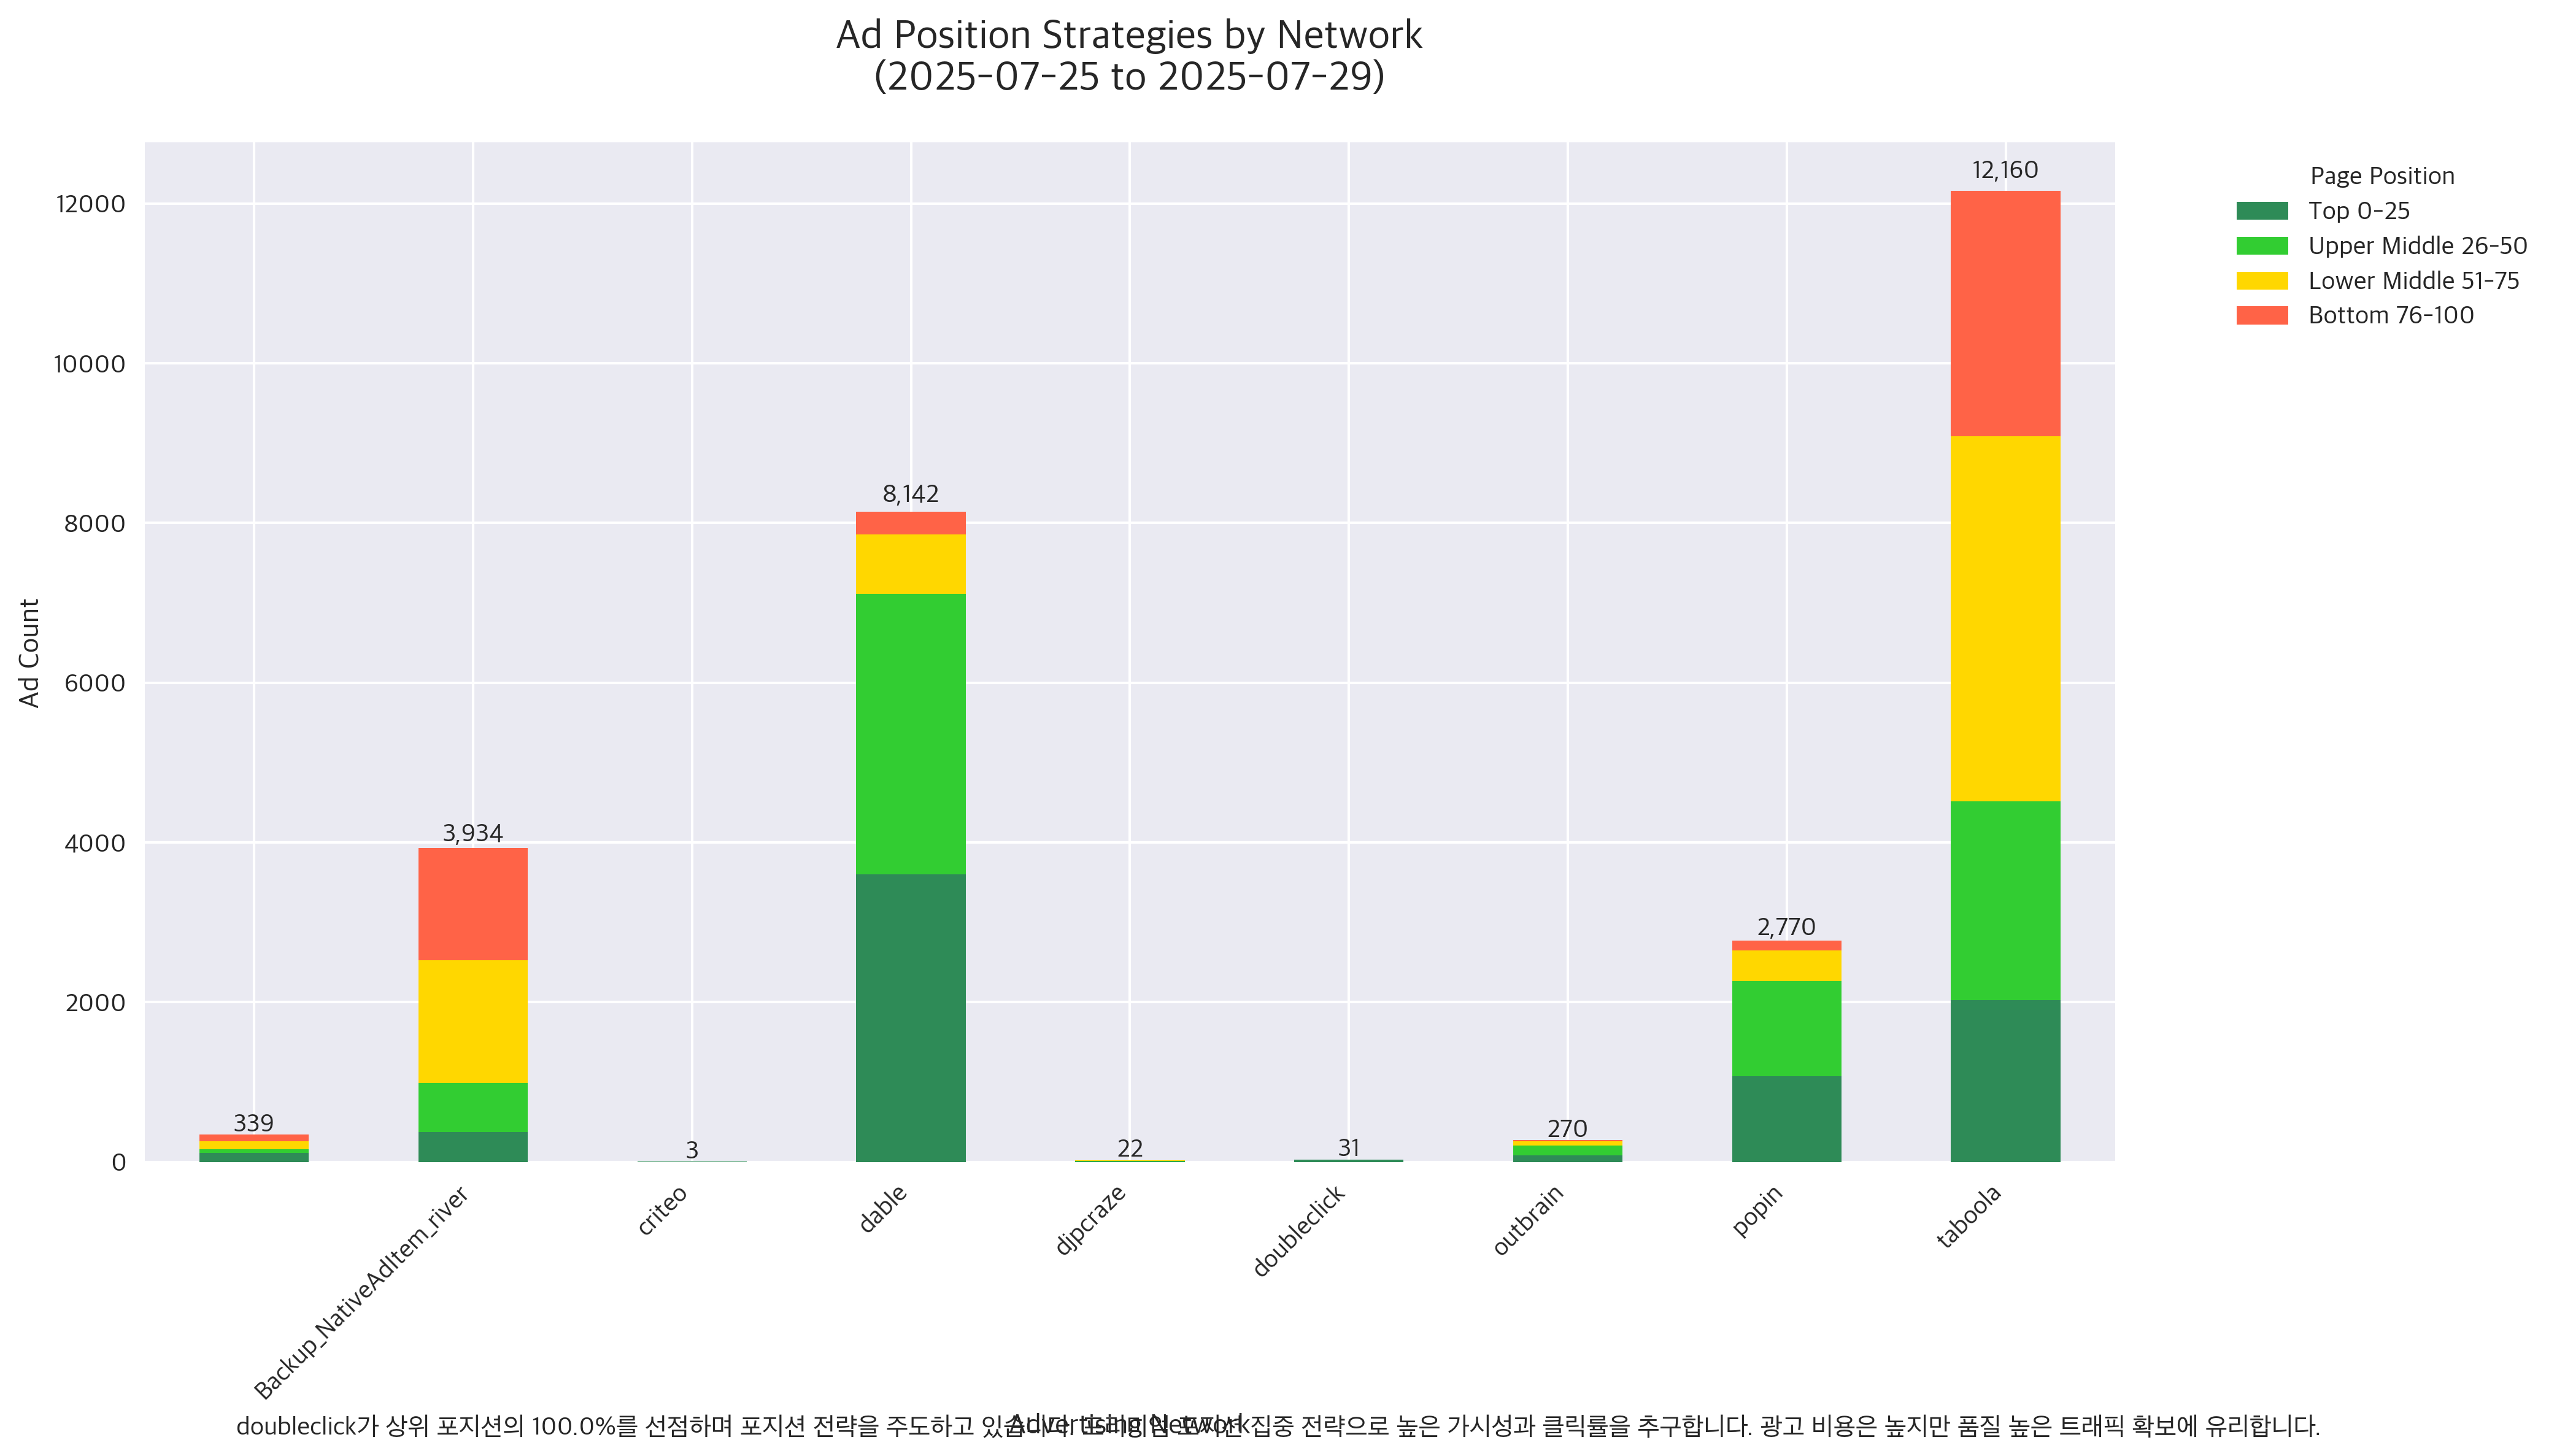 Ad Position Strategies by Network
(2025-07-25 to 2025-07-29)
Page Position
Top 0-25
Upper Middle 26-50
Lower Middle 51-75
Bottom 76-100
Ad Count
12000
10000
8000
6000
4000
2000
0
339
3,934
3
8,142
22
31
270
2,770
12,160
Backup_NativeAdItem_river
criteo
dable
djpcraze
doubleclick
outbrain
popin
taboola
Advertising Network
doubleclick가 상위 포지션의 100.0%를 선점하며 포지션 전략을 주도하고 집중 전략으로 높은 가시성과 클릭률을 추구합니다. 광고 비용은 높지만 품질 높은 트래픽 확보에 유리합니다.